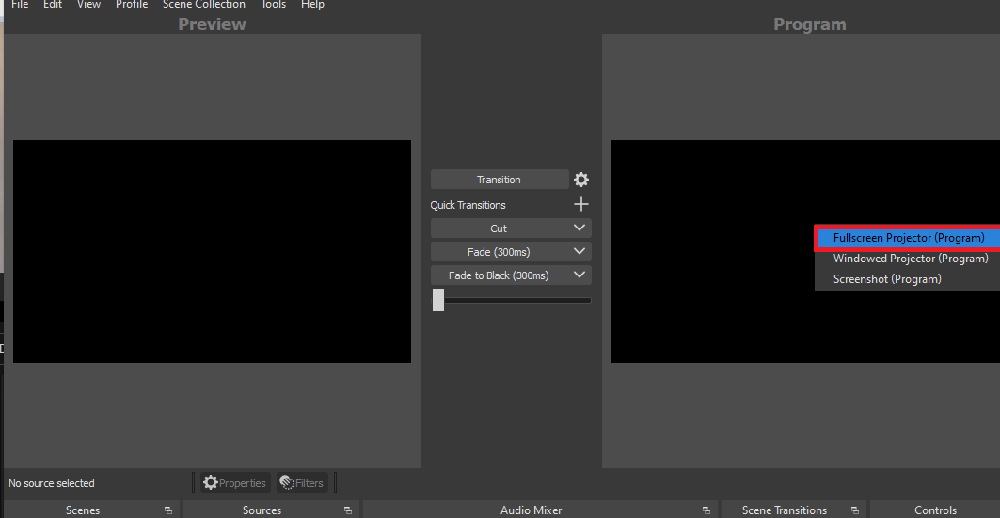 File Edit View Profile Scene Collection Tools Help
Preview
Program
Transition
Quick Transitions
Cut
Fade (300ms)
Fade to Black (300ms)
Fullscreen Projector (Program)
Windowed Projector (Program)
Screenshot (Program)
No source selected
Properties
Filters
Scenes
Sources
Audio Mixer
Scene Transitions
Controls